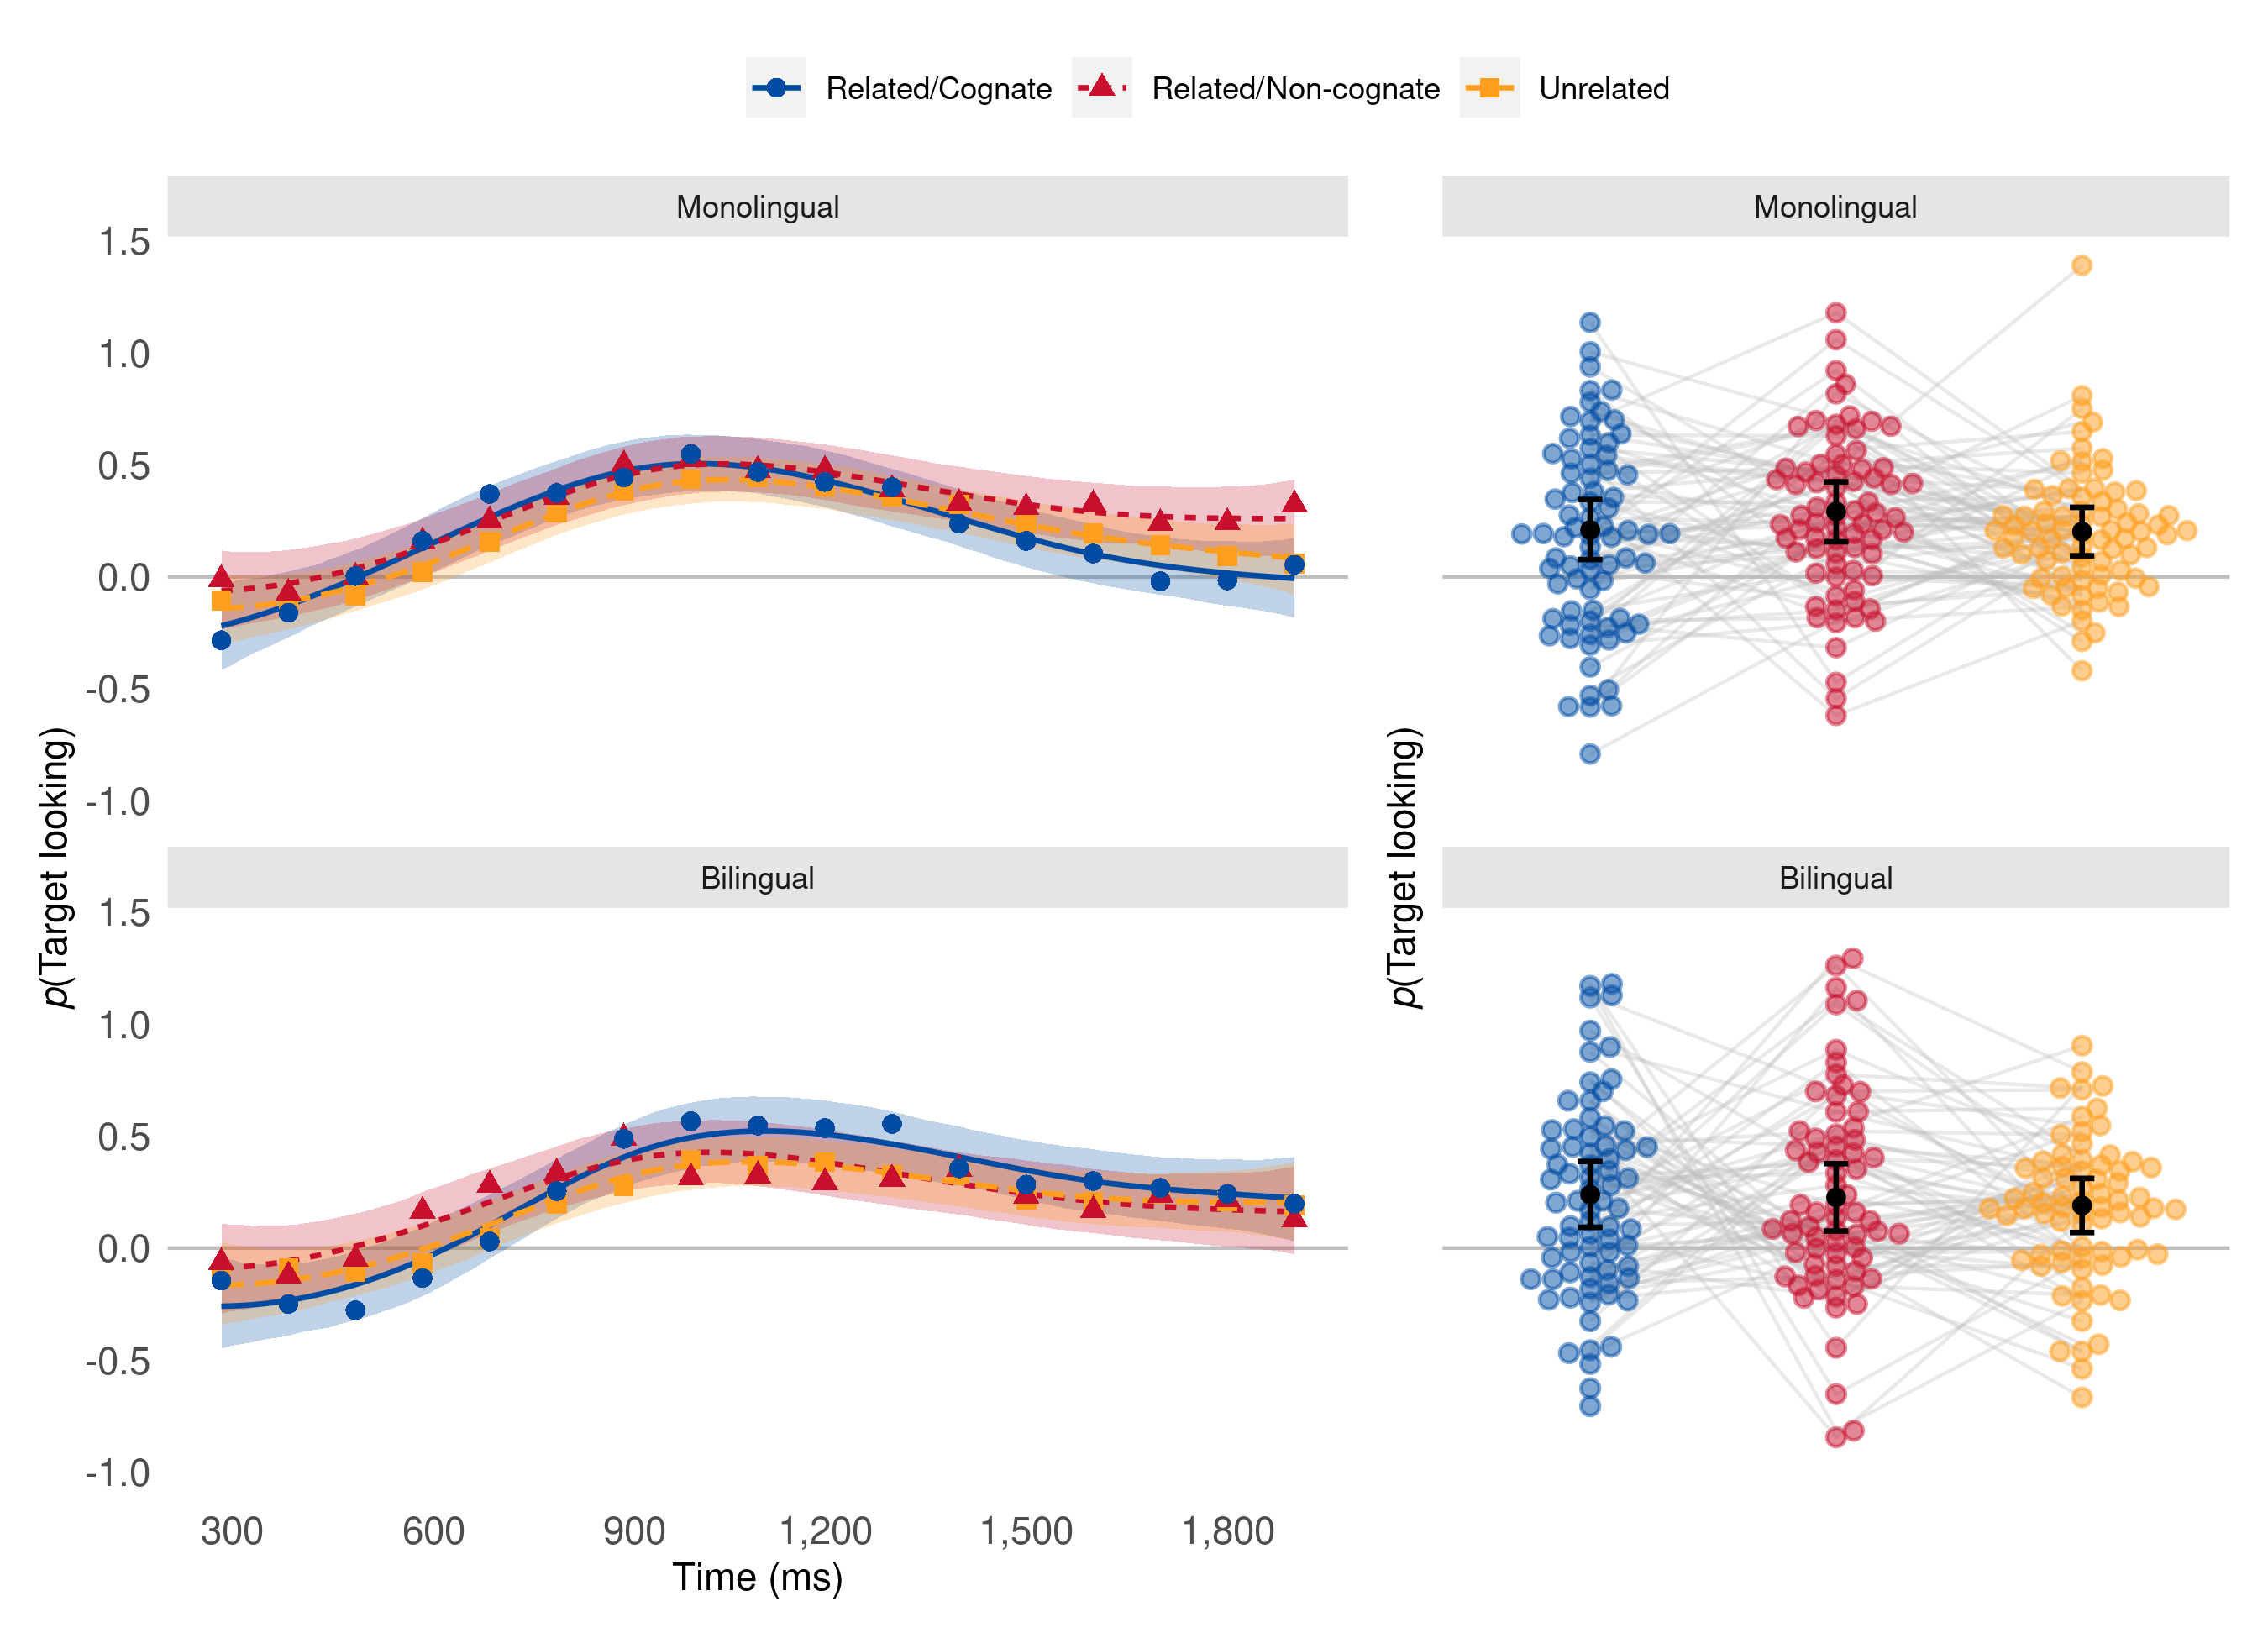 Related/Cognate Related/Non-cognate Unrelated
Monolingual
1.5
1.0
0.5
0.0
-0.5
-1.0
Bilingual
1.5
1.0
0.5
0.0
-0.5
-1.0
p(Target looking)
300 600 900 1,200 1,500 1,800
Time (ms)
Monolingual
Bilingual
p(Target looking)